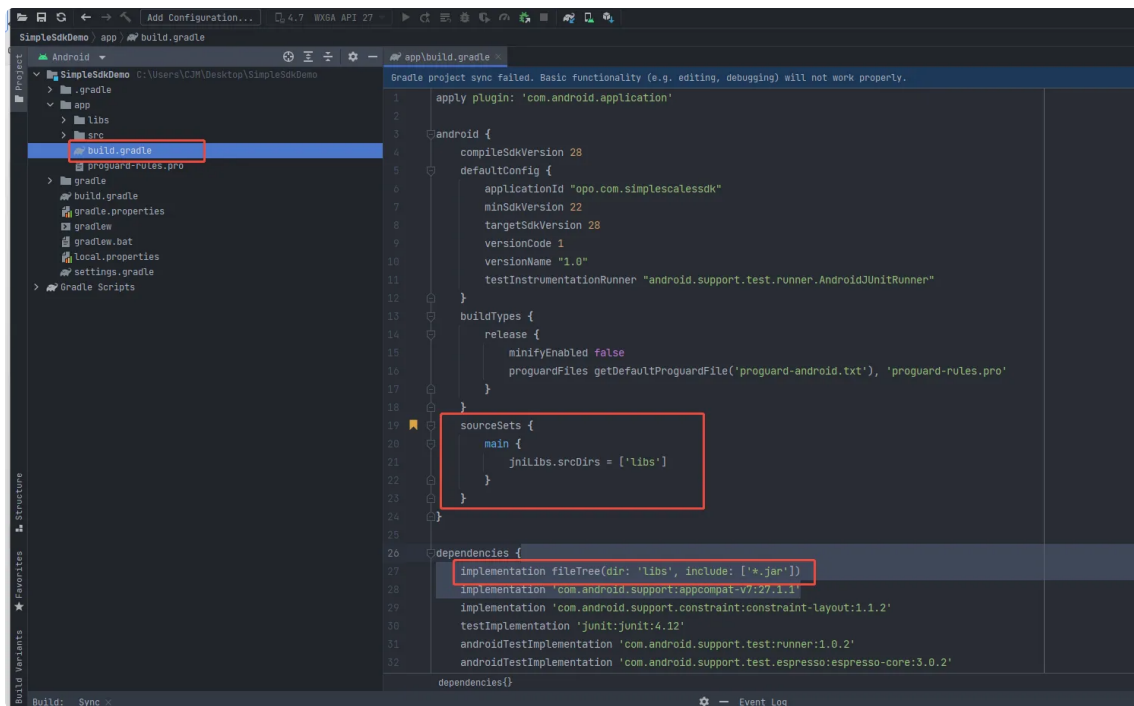 Add Configuration... 4.7 WXGA API 27
SimpleSdkDemo app build.gradle
Android
app\build.gradle
Project
SimpleSdkDemo C:\Users\CJM\Desktop\SimpleSdkDemo
.gradle
app
libs
src
build.gradle
proguard-rules.pro
gradle
build.gradle
gradle.properties
gradlew
gradlew.bat
local.properties
settings.gradle
Gradle Scripts
Structure
Favorites
Build Variants
Gradle project sync failed. Basic functionality (e.g. editing, debugging) will not work properly.
1 apply plugin: 'com.android.application'
2
3 android {
4 compileSdkVersion 28
5 defaultConfig {
6 applicationId "opo.com.simplescalessdk"
7 minSdkVersion 22
8 targetSdkVersion 28
9 versionCode 1
10 versionName "1.0"
11 testInstrumentationRunner "android.support.test.runner.AndroidJUnitRunner"
12 }
13 buildTypes {
14 release {
15 minifyEnabled false
16 proguardFiles getDefaultProguardFile('proguard-android.txt'), 'proguard-rules.pro'
17 }
18 }
19 sourceSets {
20 main {
21 jniLibs.srcDirs = ['libs']
22 }
23 }
24 }
25
26 dependencies {
27 implementation fileTree(dir: 'libs', include: ['*.jar'])
28 implementation 'com.android.support:appcompat-v7:27.1.1'
29 implementation 'com.android.support.constraint:constraint-layout:1.1.2'
30 testImplementation 'junit:junit:4.12'
31 androidTestImplementation 'com.android.support.test:runner:1.0.2'
32 androidTestImplementation 'com.android.support.test.espresso:espresso-core:3.0.2'
dependencies{}
Build: Sync Event Log